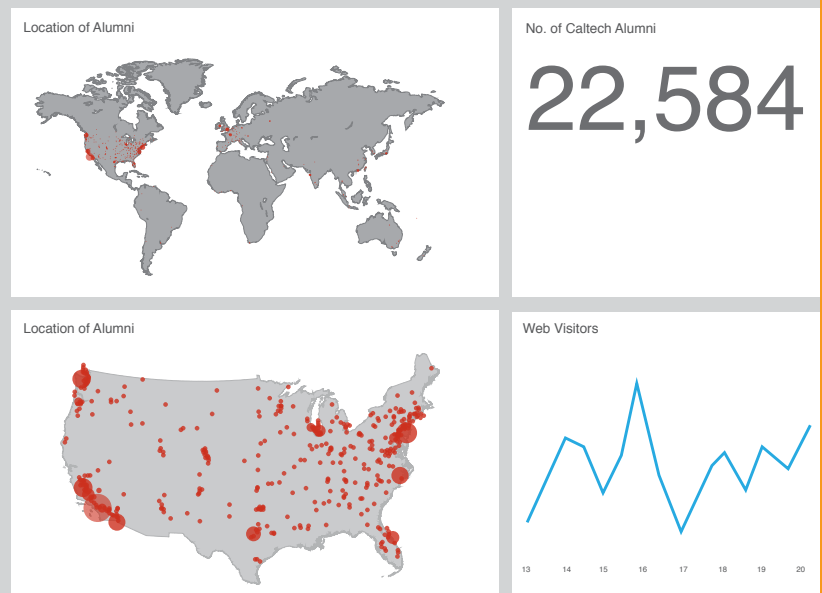 Location of Alumni
No. of Caltech Alumni
22,584
Location of Alumni
Web Visitors
13 14 15 16 17 18 19 20